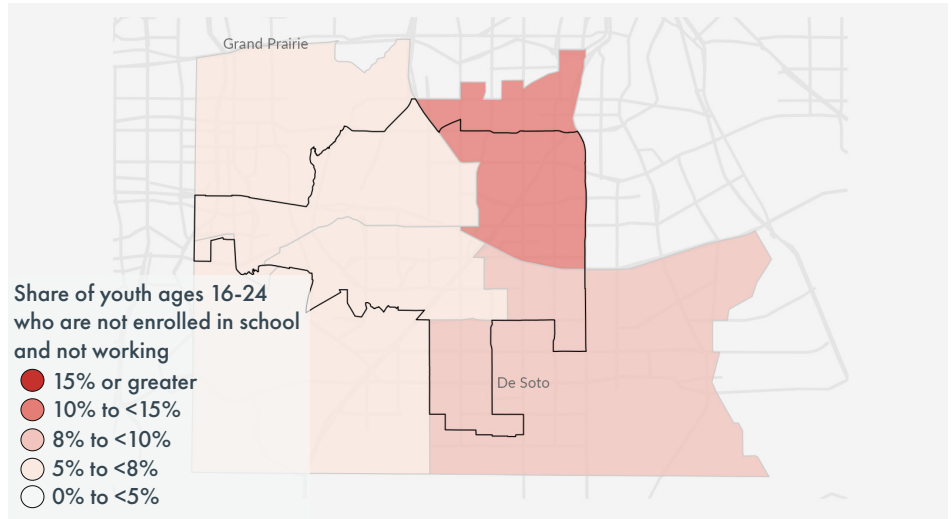 Grand Prairie
Share of youth ages 16-24
who are not enrolled in school
and not working
15% or greater
10% to <15%
8% to <10%
5% to <8%
0% to <5%
De Soto